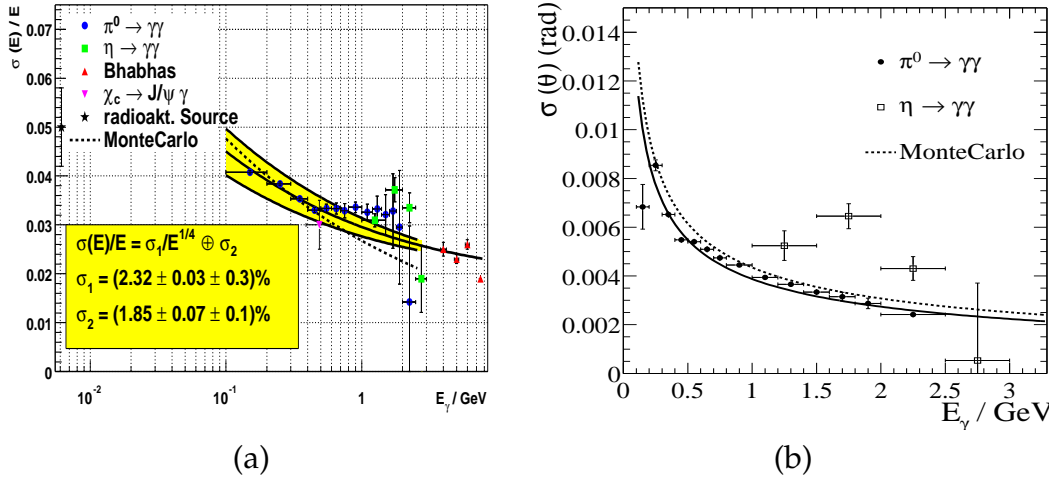 σ (E) / E
0.07
0.06
0.05
0.04
0.03
0.02
0.01
0
π⁰ → γγ
η → γγ
Bhabhas
χ_c → J/ψ γ
radioakt. Source
MonteCarlo
σ(E)/E = σ₁/E^1/4 ⊕ σ₂
σ₁ = (2.32 ± 0.03 ± 0.3)%
σ₂ = (1.85 ± 0.07 ± 0.1)%
10⁻² 10⁻¹ 1 E_γ / GeV
(a)
σ (θ) (rad)
0.014
0.012
0.01
0.008
0.006
0.004
0.002
0
π⁰ → γγ
η → γγ
MonteCarlo
0 0.5 1 1.5 2 2.5 3
E_γ / GeV
(b)